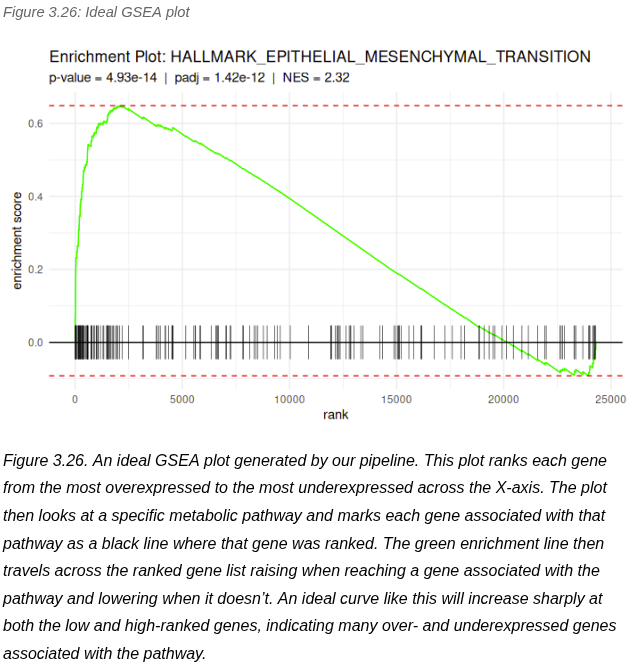 Figure 3.26: Ideal GSEA plot
Enrichment Plot: HALLMARK_EPITHELIAL_MESENCHYMAL_TRANSITION
p-value = 4.93e-14 | padj = 1.42e-12 | NES = 2.32
0.6
0.4
0.2
0.0
enrichment score
0 5000 10000 15000 20000 25000
rank
Figure 3.26. An ideal GSEA plot generated by our pipeline. This plot ranks each gene
from the most overexpressed to the most underexpressed across the X-axis. The plot
then looks at a specific metabolic pathway and marks each gene associated with that
pathway as a black line where that gene was ranked. The green enrichment line then
travels across the ranked gene list raising when reaching a gene associated with the
pathway and lowering when it doesn’t. An ideal curve like this will increase sharply at
both the low and high-ranked genes, indicating many over- and underexpressed genes
associated with the pathway.